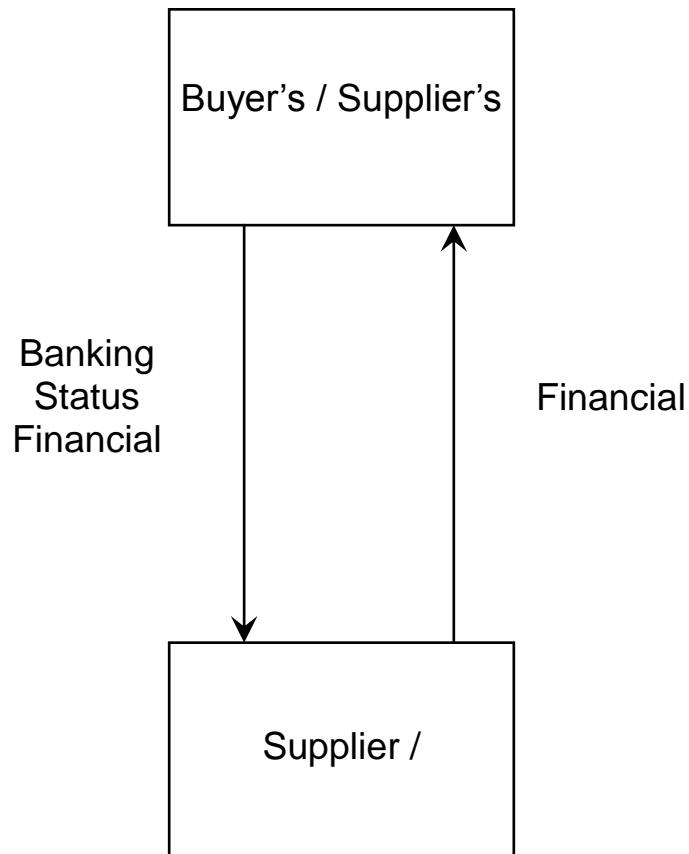 Buyer’s / Supplier’s
Banking
Status
Financial
Financial
Supplier /